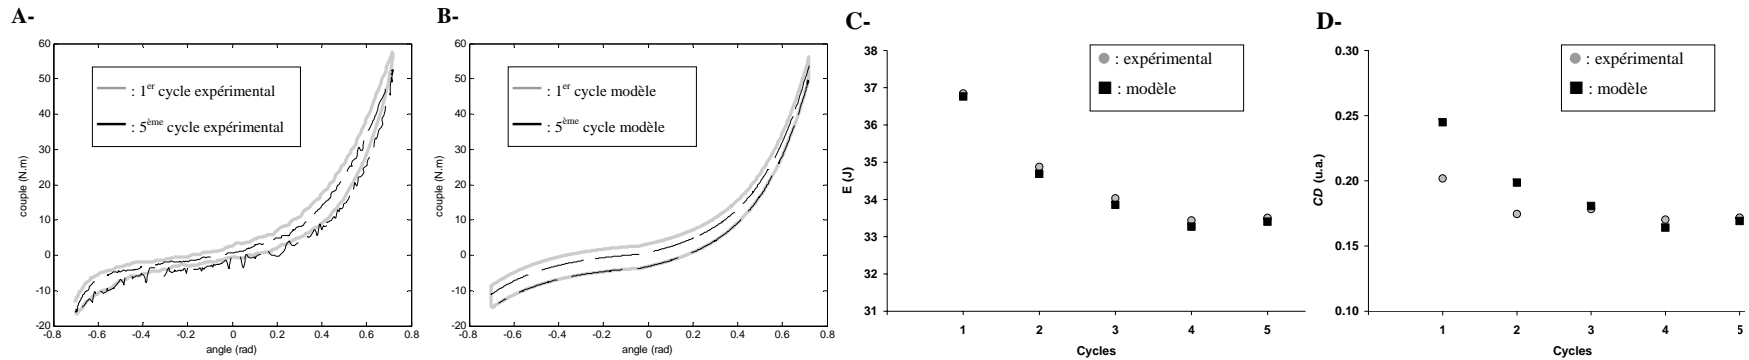 A-
60
50
40
30
20
10
0
-10
-20
-0.8
-0.6
-0.4
-0.2
0
0.2
0.4
0.6
0.8
couple (N.m)
angle (rad)
: 1er cycle expérimental
: 5ème cycle expérimental
B-
60
50
40
30
20
10
0
-10
-20
-0.8
-0.6
-0.4
-0.2
0
0.2
0.4
0.6
0.8
couple (N.m)
angle (rad)
: 1er cycle modèle
: 5ème cycle modèle
C-
38
37
36
35
34
33
32
31
1
2
3
4
5
E (J)
Cycles
: expérimental
: modèle
D-
0.30
0.25
0.20
0.15
0.10
1
2
3
4
5
CD (u.a.)
Cycles
: expérimental
: modèle